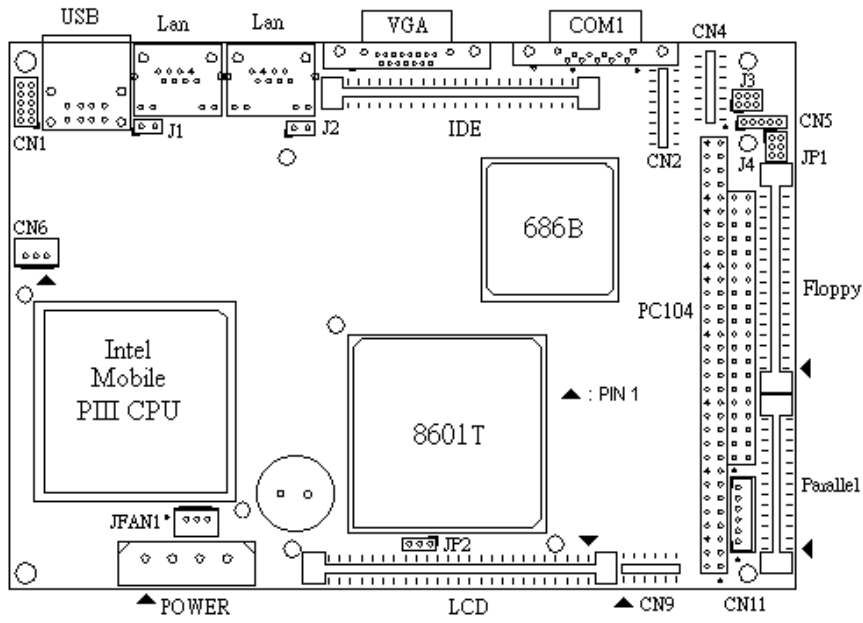 USB
Lan
Lan
VGA
COM1
CN4
J3
CN1
J1
J2
IDE
CN2
CN5
J4
JP1
CN6
686B
PC104
Floppy
Intel
Mobile
PIII CPU
8601T
: PIN 1
Parallel
JFAN1
JP2
POWER
LCD
CN9
CN11